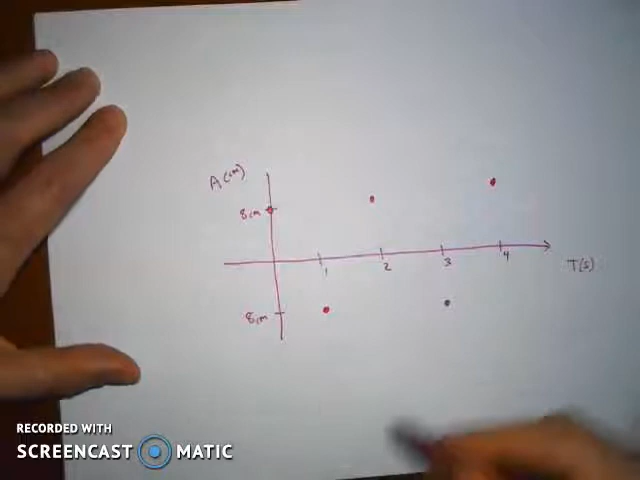 A (cm)
8cm
1
2
3
4
T(s)
8cm
RECORDED WITH
SCREENCAST MATIC